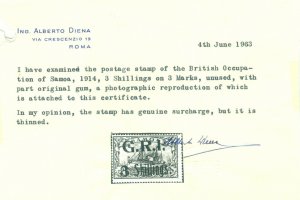 ING. ALBERTO DIENA
VIA CRESCENZIO 19
ROMA
4th June 1963
I have examined the postage stamp of the British Occupa-
tion of Samoa, 1914, 3 Shillings on 3 Marks, unused, with
part original gum, a photographic reproduction of which
is attached to this certificate.
In my opinion, the stamp has genuine surcharge, but it is
thinned.
G.R.I.
3 Shillings.
Alberto Diena